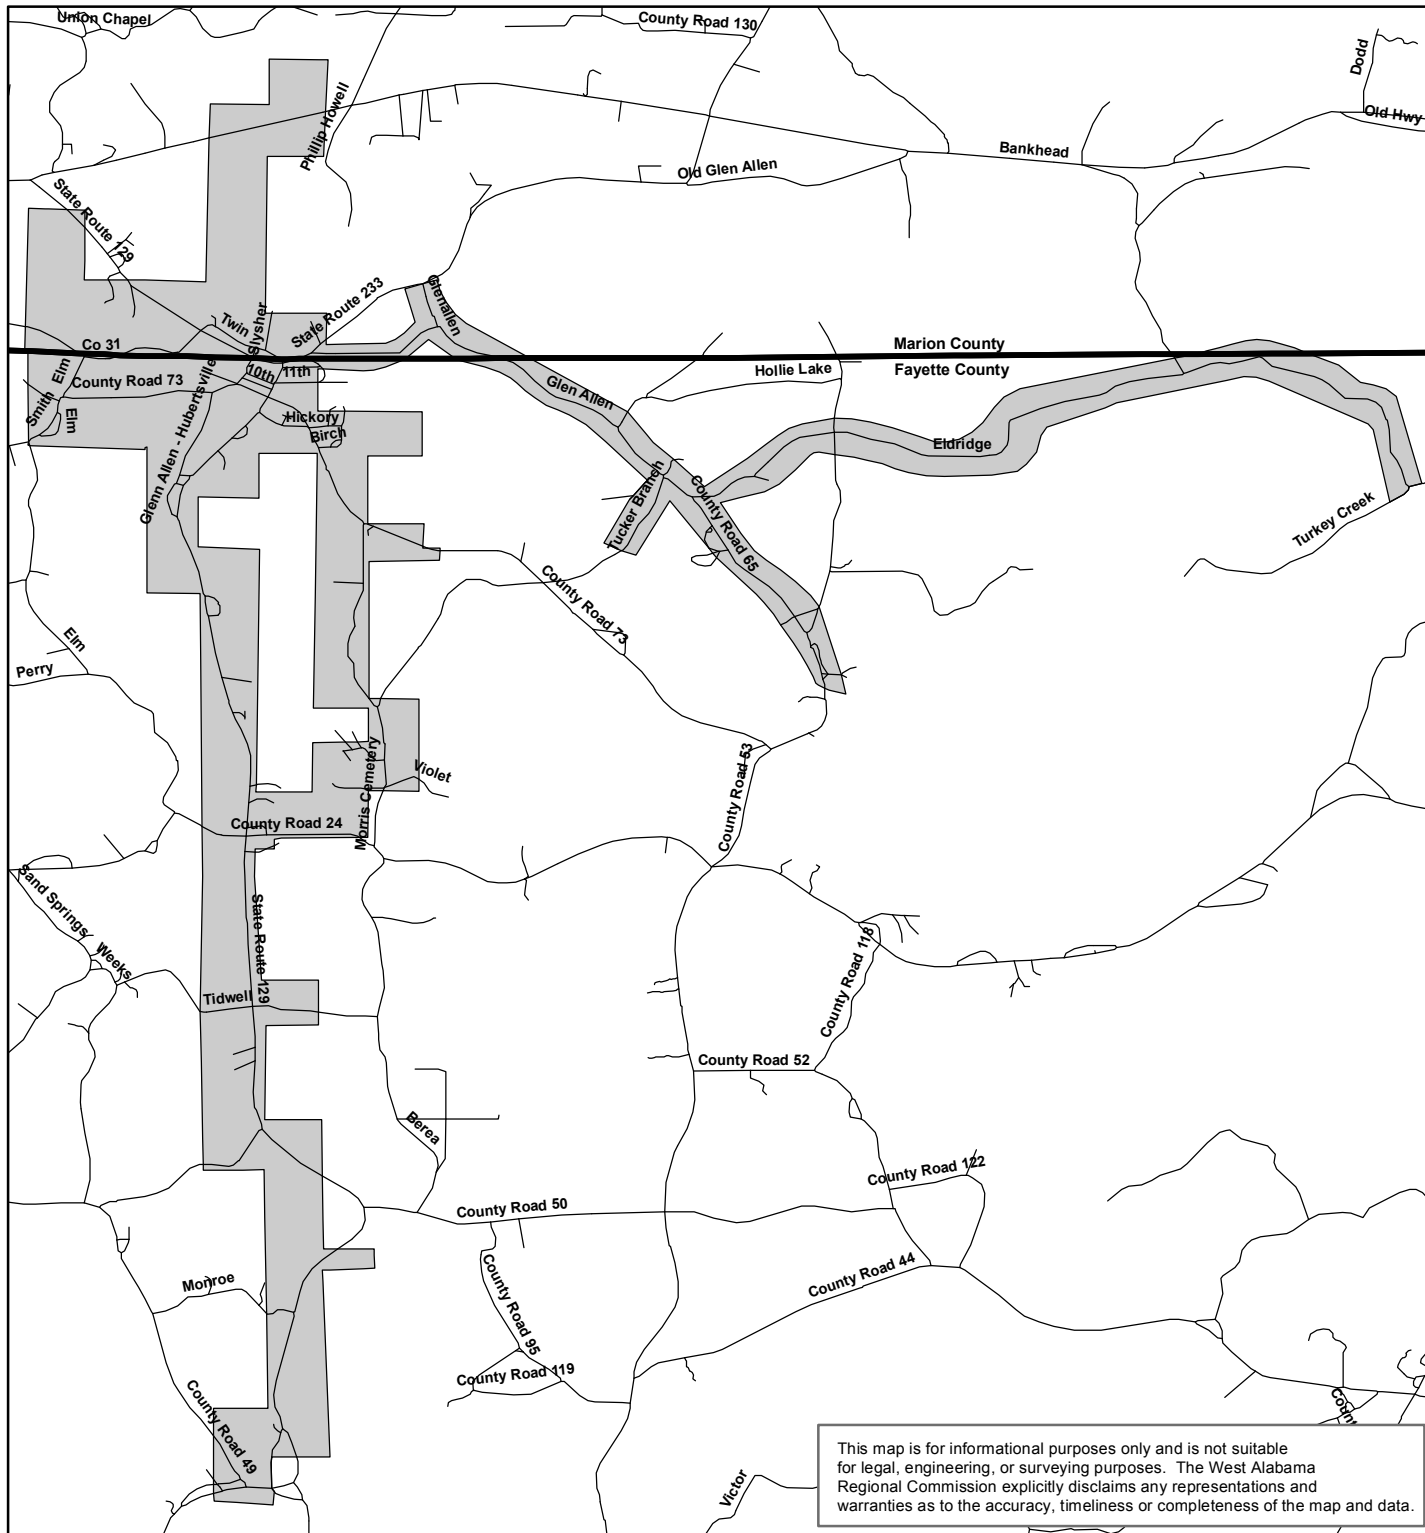 Union Chapel
County Road 130
Dodd
Old Hwy
Phillip Howell
Bankhead
Old Glen Allen
State Route 129
Glenallen
State Route 233
Slysher
Twin
Co 31
Marion County
Fayette County
Hollie Lake
10th
11th
County Road 73
Smith
Elm
Elm
Glenn Allen - Hubertsville
Hickory
Birch
Glen Allen
Eldridge
Tucker Branch
County Road 65
Turkey Creek
County Road 73
Elm
Perry
Violet
Morris Cemetery
County Road 53
County Road 24
Sand Springs
Weeks
State Route 129
Tidwell
County Road 118
County Road 52
Berea
County Road 122
County Road 50
County Road 44
Monroe
County Road 95
County Road 119
County Road 49
Count
Victor
This map is for informational purposes only and is not suitable
for legal, engineering, or surveying purposes. The West Alabama
Regional Commission explicitly disclaims any representations and
warranties as to the accuracy, timeliness or completeness of the map and data.